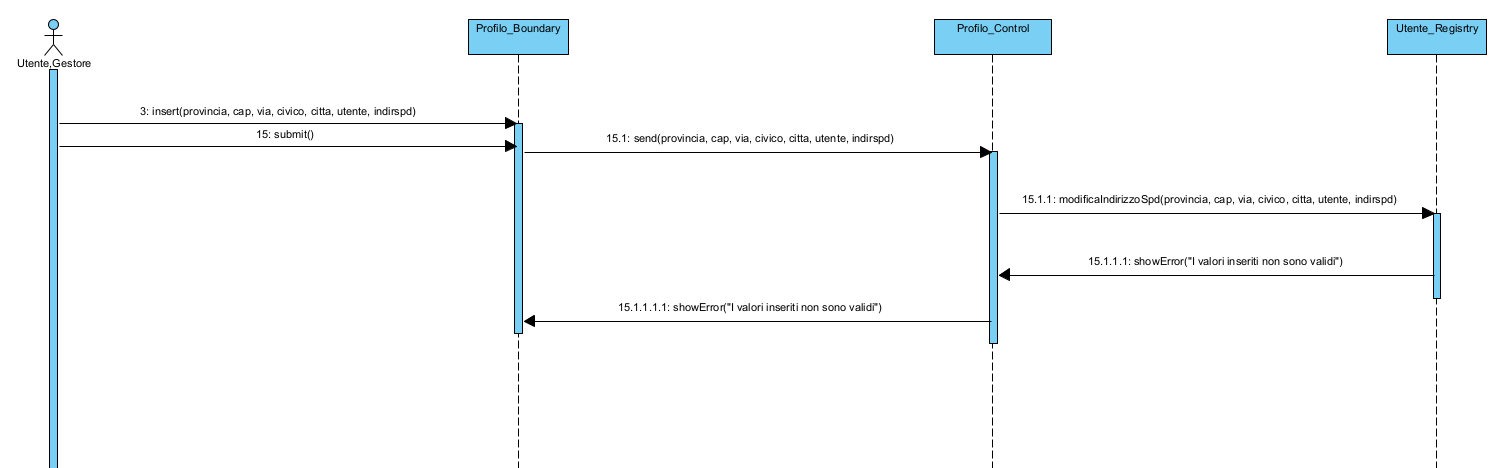 Profilo_Boundary
Profilo_Control
Utente_Regisrtry
Utente,Gestore
3: insert(provincia, cap, via, civico, citta, utente, indirspd)
15: submit()
15.1: send(provincia, cap, via, civico, citta, utente, indirspd)
15.1.1: modificaIndirizzoSpd(provincia, cap, via, civico, citta, utente, indirspd)
15.1.1.1: showError("I valori inseriti non sono validi")
15.1.1.1.1: showError("I valori inseriti non sono validi")